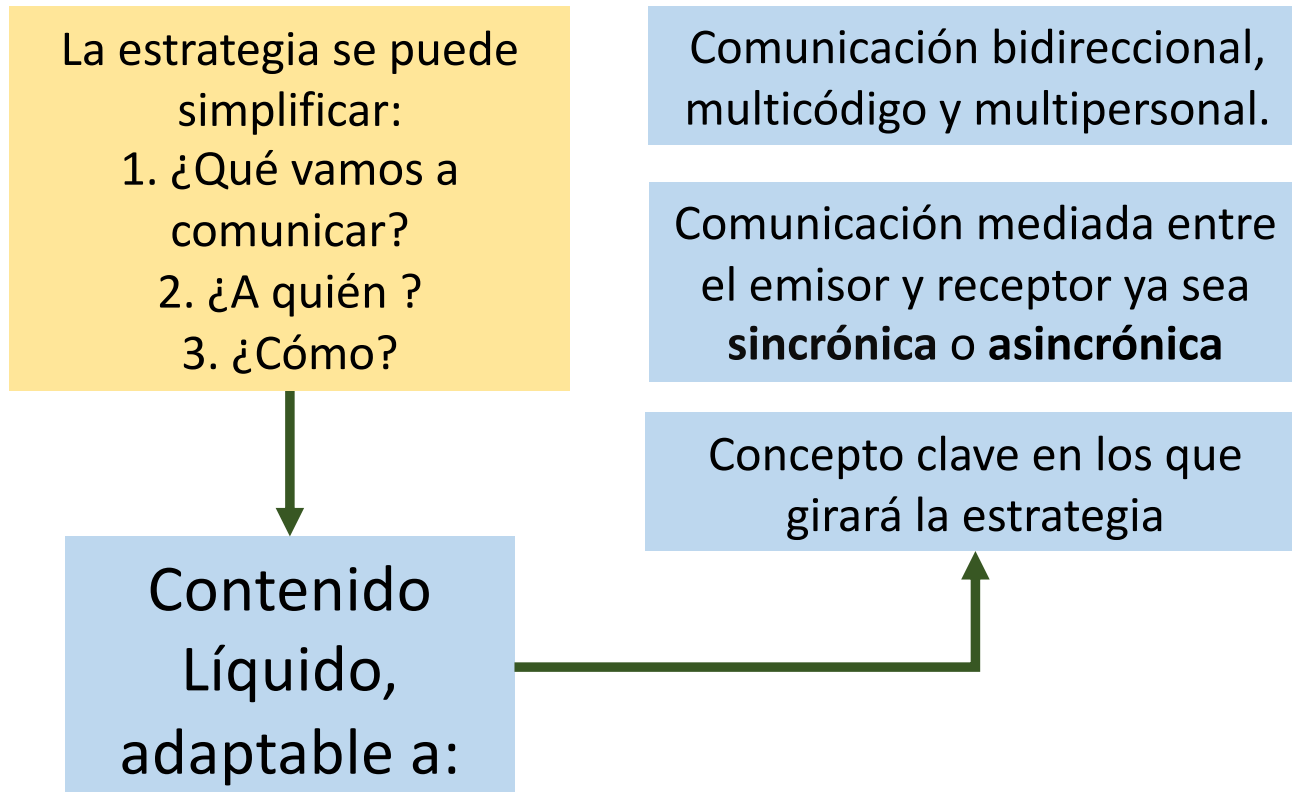 La estrategia se puede
simplificar:
1. ¿Qué vamos a
comunicar?
2. ¿A quién ?
3. ¿Cómo?
Contenido
Líquido,
adaptable a:
Comunicación bidireccional,
multicódigo y multipersonal.
Comunicación mediada entre
el emisor y receptor ya sea
sincrónica o asincrónica
Concepto clave en los que
girará la estrategia